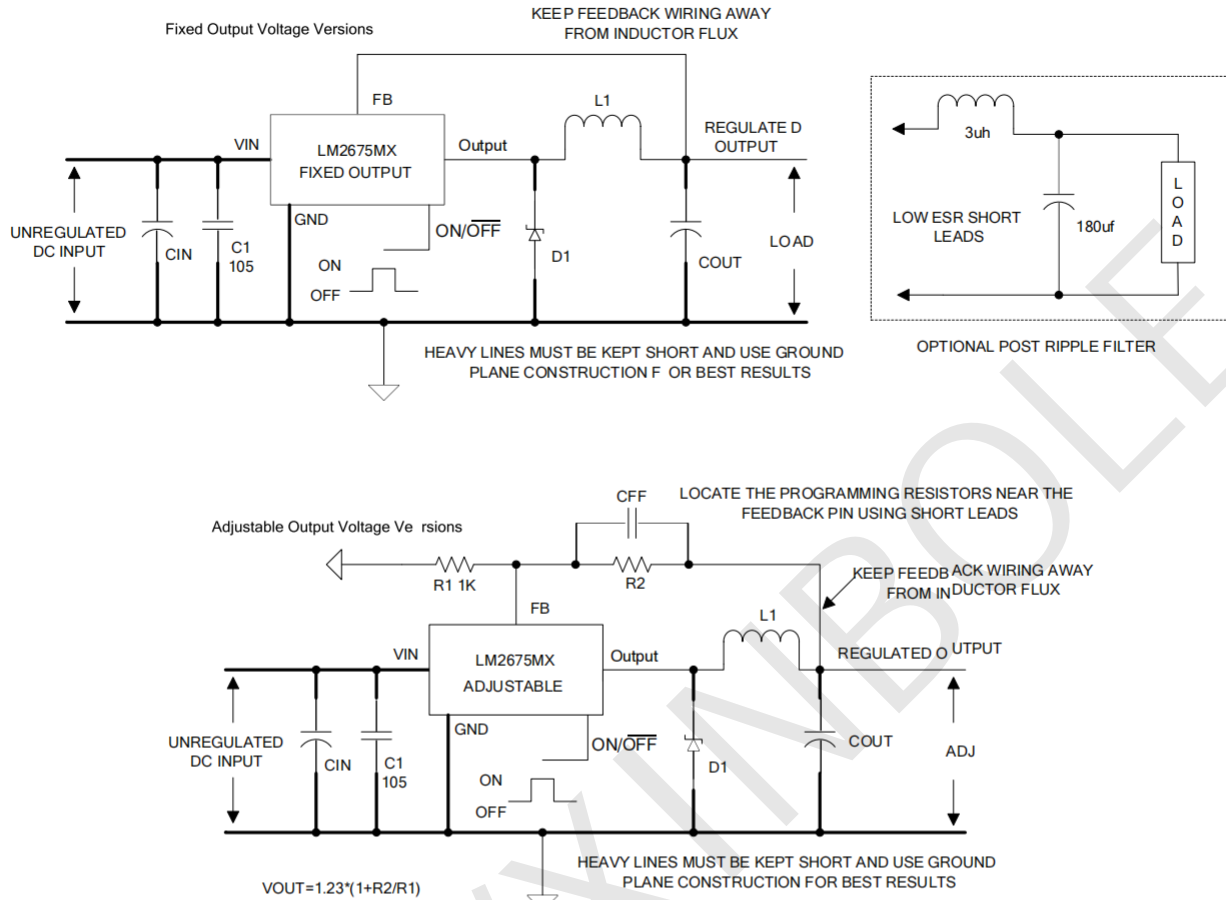 Fixed Output Voltage Versions
KEEP FEEDBACK WIRING AWAY
FROM INDUCTOR FLUX
FB
L1
VIN
LM2675MX
FIXED OUTPUT
Output
REGULATE D
OUTPUT
GND
ON/OFF
UNREGULATED
DC INPUT
CIN
C1
105
ON
OFF
D1
COUT
LOAD
HEAVY LINES MUST BE KEPT SHORT AND USE GROUND
PLANE CONSTRUCTION F OR BEST RESULTS
3uh
LOW ESR SHORT
LEADS
180uf
LOAD
OPTIONAL POST RIPPLE FILTER
Adjustable Output Voltage Ve rsions
CFF
LOCATE THE PROGRAMMING RESISTORS NEAR THE
FEEDBACK PIN USING SHORT LEADS
R1 1K
R2
KEEP FEEDB ACK WIRING AWAY
FROM IN DUCTOR FLUX
FB
L1
VIN
LM2675MX
ADJUSTABLE
Output
REGULATED O UTPUT
GND
ON/OFF
UNREGULATED
DC INPUT
CIN
C1
105
ON
OFF
D1
COUT
ADJ
HEAVY LINES MUST BE KEPT SHORT AND USE GROUND
PLANE CONSTRUCTION FOR BEST RESULTS
VOUT=1.23*(1+R2/R1)
XINBOLE